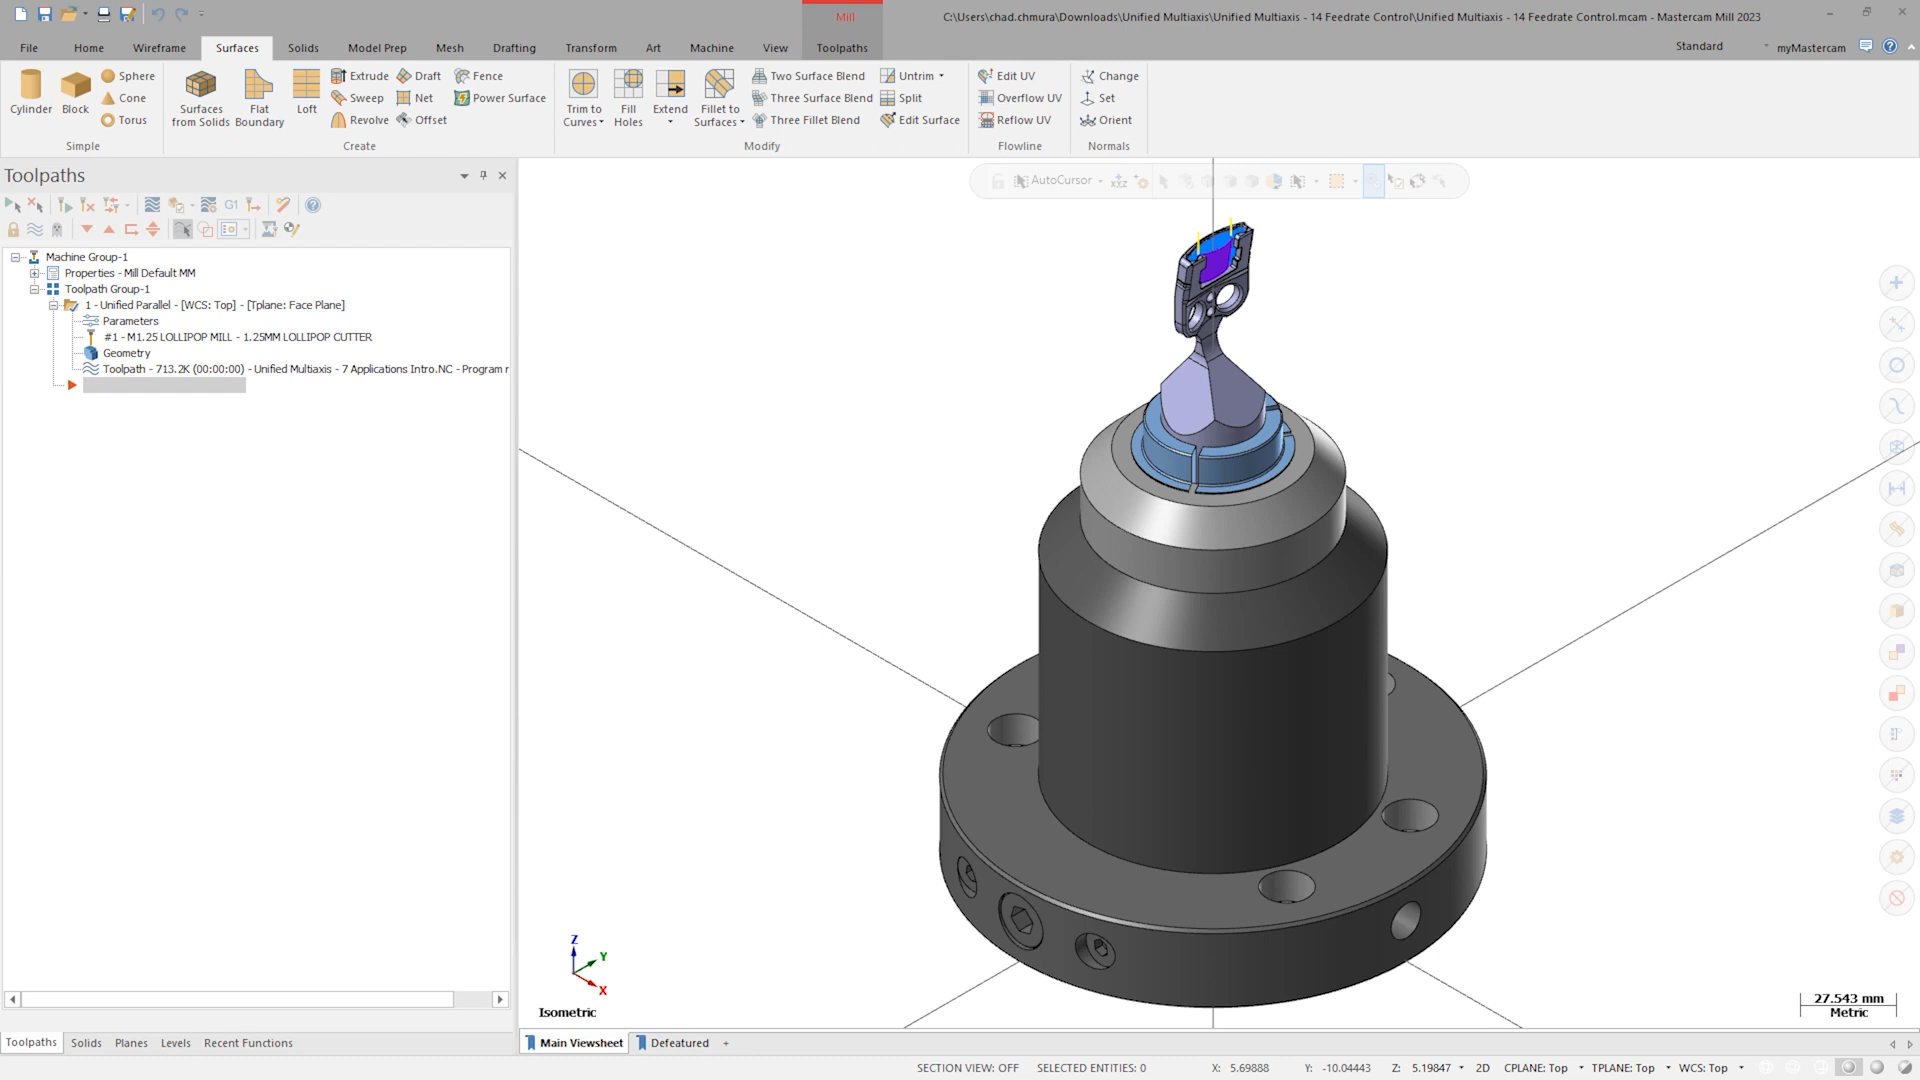 Mill
C:\Users\chad.chmura\Downloads\Unified Multiaxis\Unified Multiaxis - 14 Feedrate Control\Unified Multiaxis - 14 Feedrate Control.mcam - Mastercam Mill 2023
File Home Wireframe Surfaces Solids Model Prep Mesh Drafting Transform Art Machine View Toolpaths
Standard myMastercam
Cylinder Block Sphere Cone Torus
Simple
Surfaces from Solids Flat Boundary Loft Extrude Sweep Revolve Draft Net Offset Fence Power Surface
Create
Trim to Curves Fill Holes Extend Fillet to Surfaces Two Surface Blend Three Surface Blend Three Fillet Blend Untrim Split Edit Surface
Modify
Edit UV Overflow UV Reflow UV
Flowline
Change Set Orient
Normals
Toolpaths
G1
AutoCursor
Machine Group-1
Properties - Mill Default MM
Toolpath Group-1
1 - Unified Parallel - [WCS: Top] - [Tplane: Face Plane]
Parameters
#1 - M1.25 LOLLIPOP MILL - 1.25MM LOLLIPOP CUTTER
Geometry
Toolpath - 713.2K (00:00:00) - Unified Multiaxis - 7 Applications Intro.NC - Program r
Z
Y
X
Isometric
27.543 mm
Metric
Toolpaths Solids Planes Levels Recent Functions
Main Viewsheet Defeatured +
SECTION VIEW: OFF SELECTED ENTITIES: 0 X: 5.69888 Y: -10.04443 Z: 5.19847 2D CPLANE: Top TPLANE: Top WCS: Top